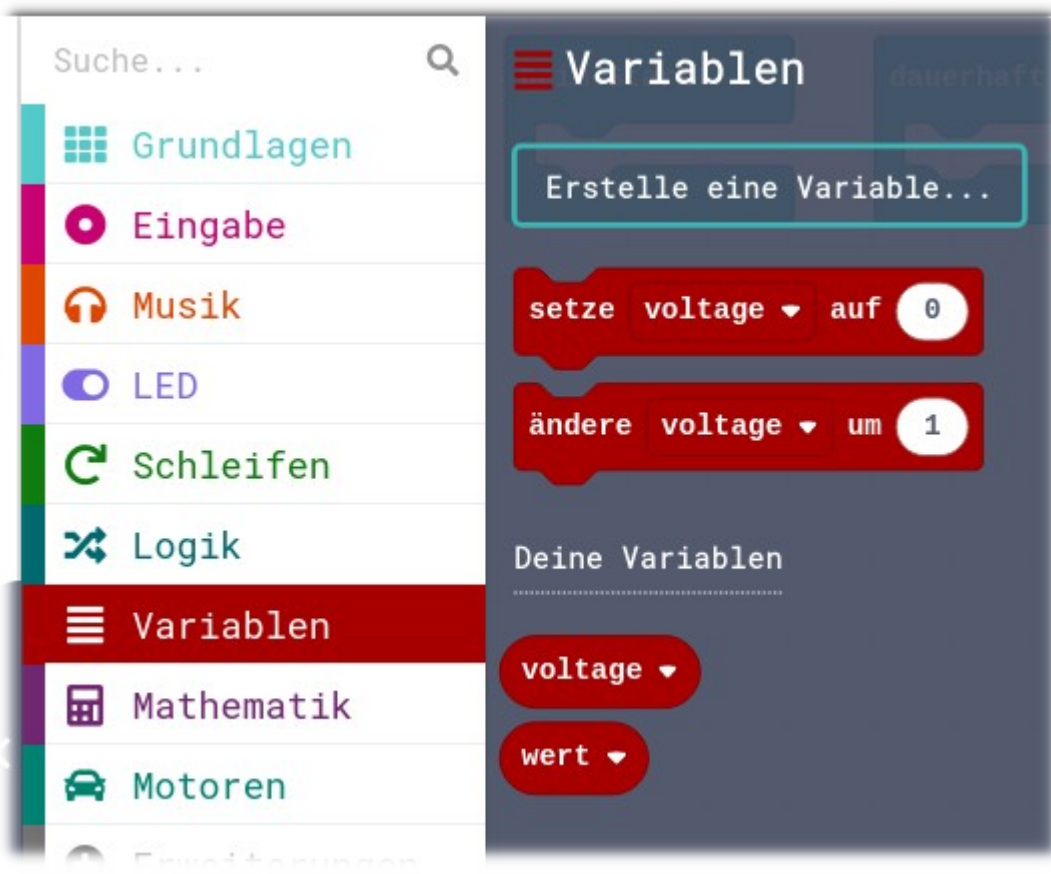 Suche...
Grundlagen
Eingabe
Musik
LED
Schleifen
Logik
Variablen
Mathematik
Motoren
Erweiterungen
Variablen
dauerhaft
Erstelle eine Variable...
setze voltage auf 0
ändere voltage um 1
Deine Variablen
voltage
wert